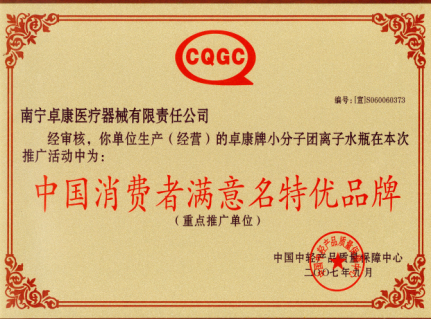 CQGC
编号:[宣]S060060373
南宁卓康医疗器械有限责任公司
经审核,你单位生产(经营)的卓康牌小分子团离子水瓶在本次
推广活动中为:
中国消费者满意名特优品牌
(重点推广单位)
中国中轻产品质量保障中心
二〇〇七年九月